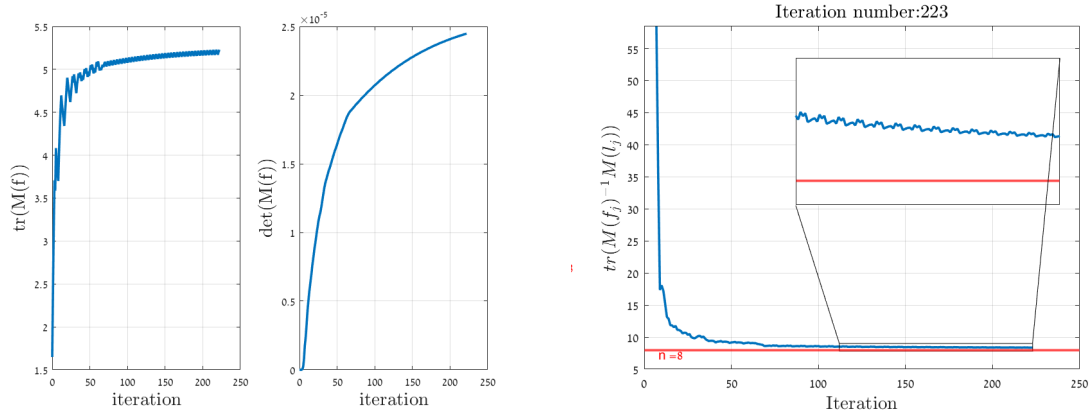 5.5
5
4.5
4
3.5
3
2.5
2
1.5
tr(M(f))
0 50 100 150 200 250
iteration
×10⁻⁵
2.5
2
1.5
1
0.5
0
det(M(f))
0 50 100 150 200 250
iteration
Iteration number:223
55
50
45
40
35
30
25
20
15
10
5
tr(M(f_j)⁻¹M(l_j))
n =8
0 50 100 150 200 250
Iteration